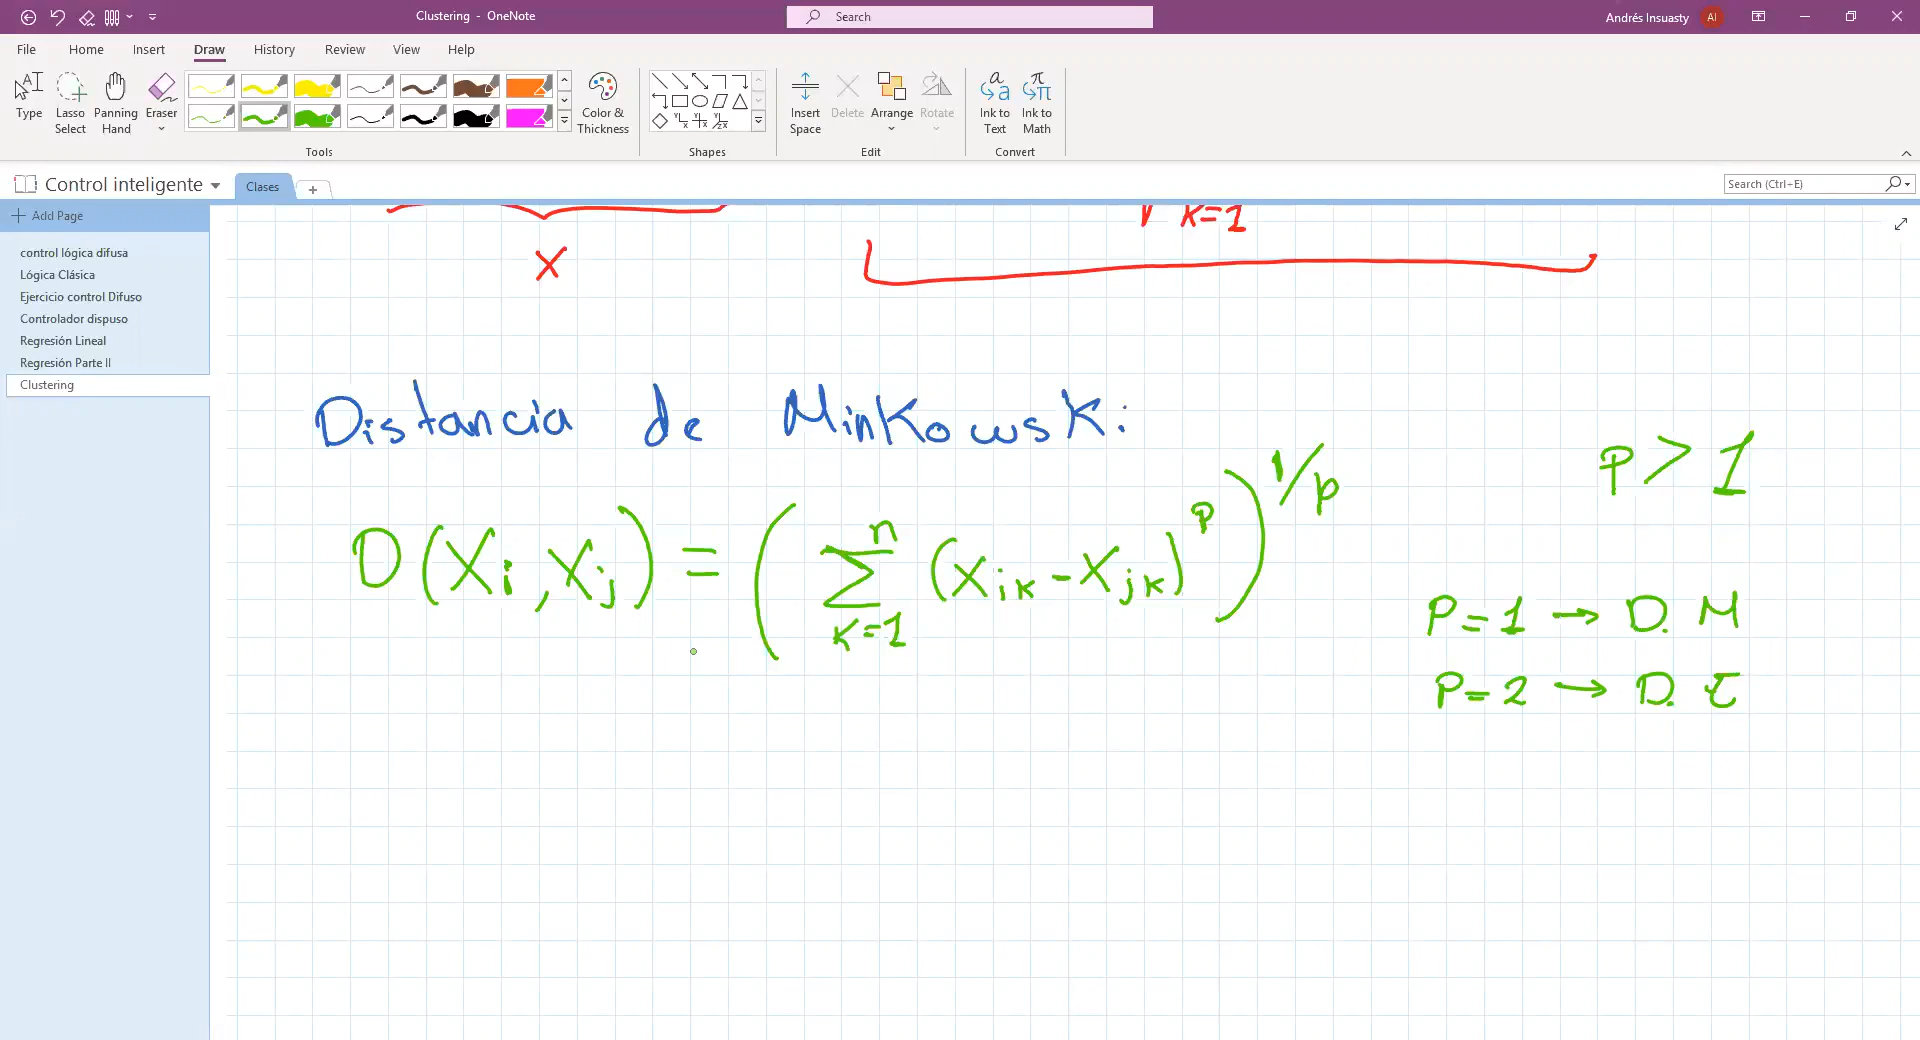 Clustering - OneNote
Search
Andrés Insuasty
AI
File Home Insert Draw History Review View Help
Type
Lasso Select
Panning Hand
Eraser
Color & Thickness
Insert Space
Delete
Arrange
Rotate
Ink to Text
Ink to Math
Tools
Shapes
Edit
Convert
Control inteligente
Clases
Search (Ctrl+E)
Add Page
control lógica difusa
Lógica Clásica
Ejercicio control Difuso
Controlador dispuso
Regresión Lineal
Regresión Parte II
Clustering
K=1
X
Distancia de Minkowski
P > 1
D(Xi, Xj) = ( Σ n K=1 (Xik - Xjk)^p )^1/p
P=1 → D. M
P=2 → D. E